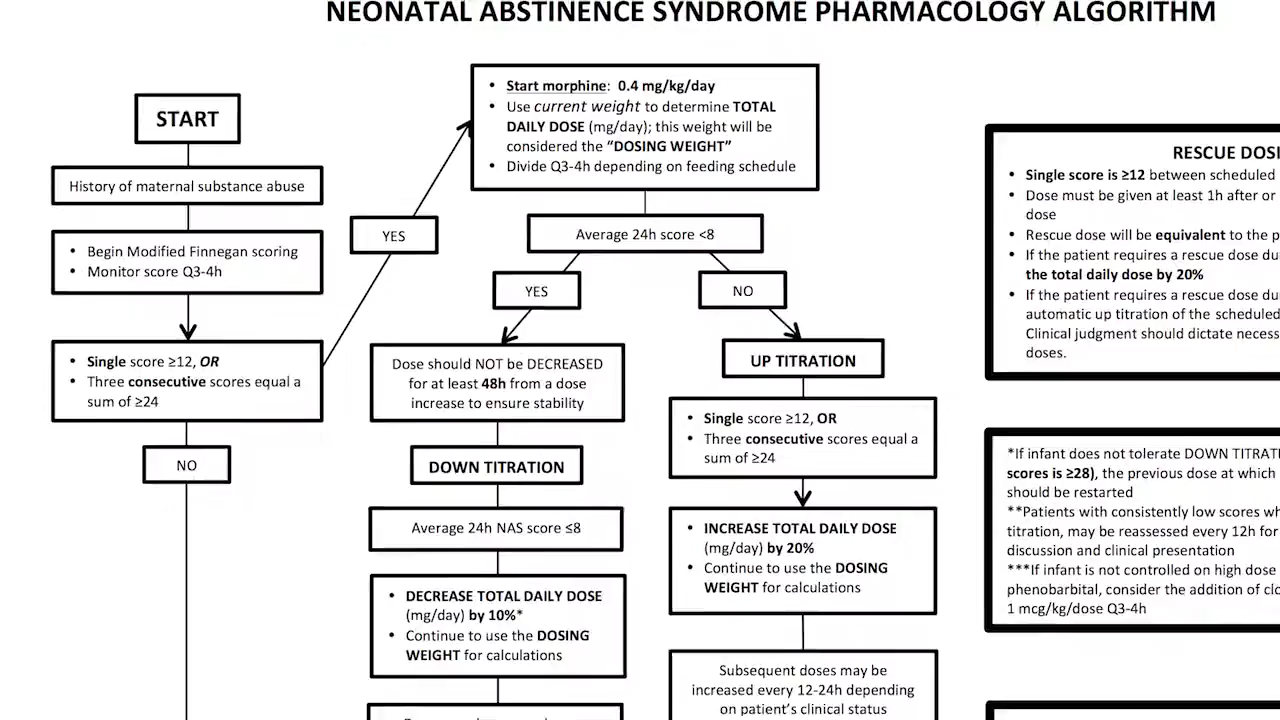 NEONATAL ABSTINENCE SYNDROME PHARMACOLOGY ALGORITHM
START
History of maternal substance abuse
• Begin Modified Finnegan scoring
• Monitor score Q3-4h
• Single score ≥12, OR
• Three consecutive scores equal a
sum of ≥24
NO
YES
• Start morphine: 0.4 mg/kg/day
• Use current weight to determine TOTAL
DAILY DOSE (mg/day); this weight will be
considered the “DOSING WEIGHT”
• Divide Q3-4h depending on feeding schedule
Average 24h score <8
YES
Dose should NOT be DECREASED
for at least 48h from a dose
increase to ensure stability
DOWN TITRATION
Average 24h NAS score ≤8
• DECREASE TOTAL DAILY DOSE
(mg/day) by 10%*
• Continue to use the DOSING
WEIGHT for calculations
NO
UP TITRATION
• Single score ≥12, OR
• Three consecutive scores equal a
sum of ≥24
• INCREASE TOTAL DAILY DOSE
(mg/day) by 20%
• Continue to use the DOSING
WEIGHT for calculations
Subsequent doses may be
increased every 12-24h depending
on patient’s clinical status
RESCUE DOSI
• Single score is ≥12 between scheduled
• Dose must be given at least 1h after or
dose
• Rescue dose will be equivalent to the p
• If the patient requires a rescue dose du
the total daily dose by 20%
• If the patient requires a rescue dose du
automatic up titration of the scheduled
Clinical judgment should dictate necess
doses.
*If infant does not tolerate DOWN TITRATI
scores is ≥28), the previous dose at which
should be restarted
**Patients with consistently low scores wh
titration, may be reassessed every 12h for
discussion and clinical presentation
***If infant is not controlled on high dose
phenobarbital, consider the addition of clo
1 mcg/kg/dose Q3-4h